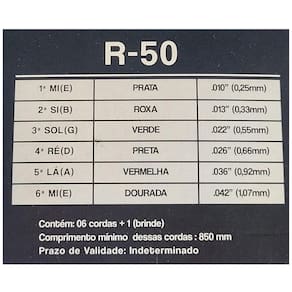 R-50
1ª MI(E) PRATA .010" (0,25mm)
2ª SI(B) ROXA .013" (0,33mm)
3ª SOL(G) VERDE .022" (0,55mm)
4ª RÉ(D) PRETA .026" (0,66mm)
5ª LÁ(A) VERMELHA .036" (0,92mm)
6ª MI(E) DOURADA .042" (1,07mm)
Contém: 06 cordas + 1 (brinde)
Comprimento mínimo dessas cordas : 850 mm
Prazo de Validade: Indeterminado